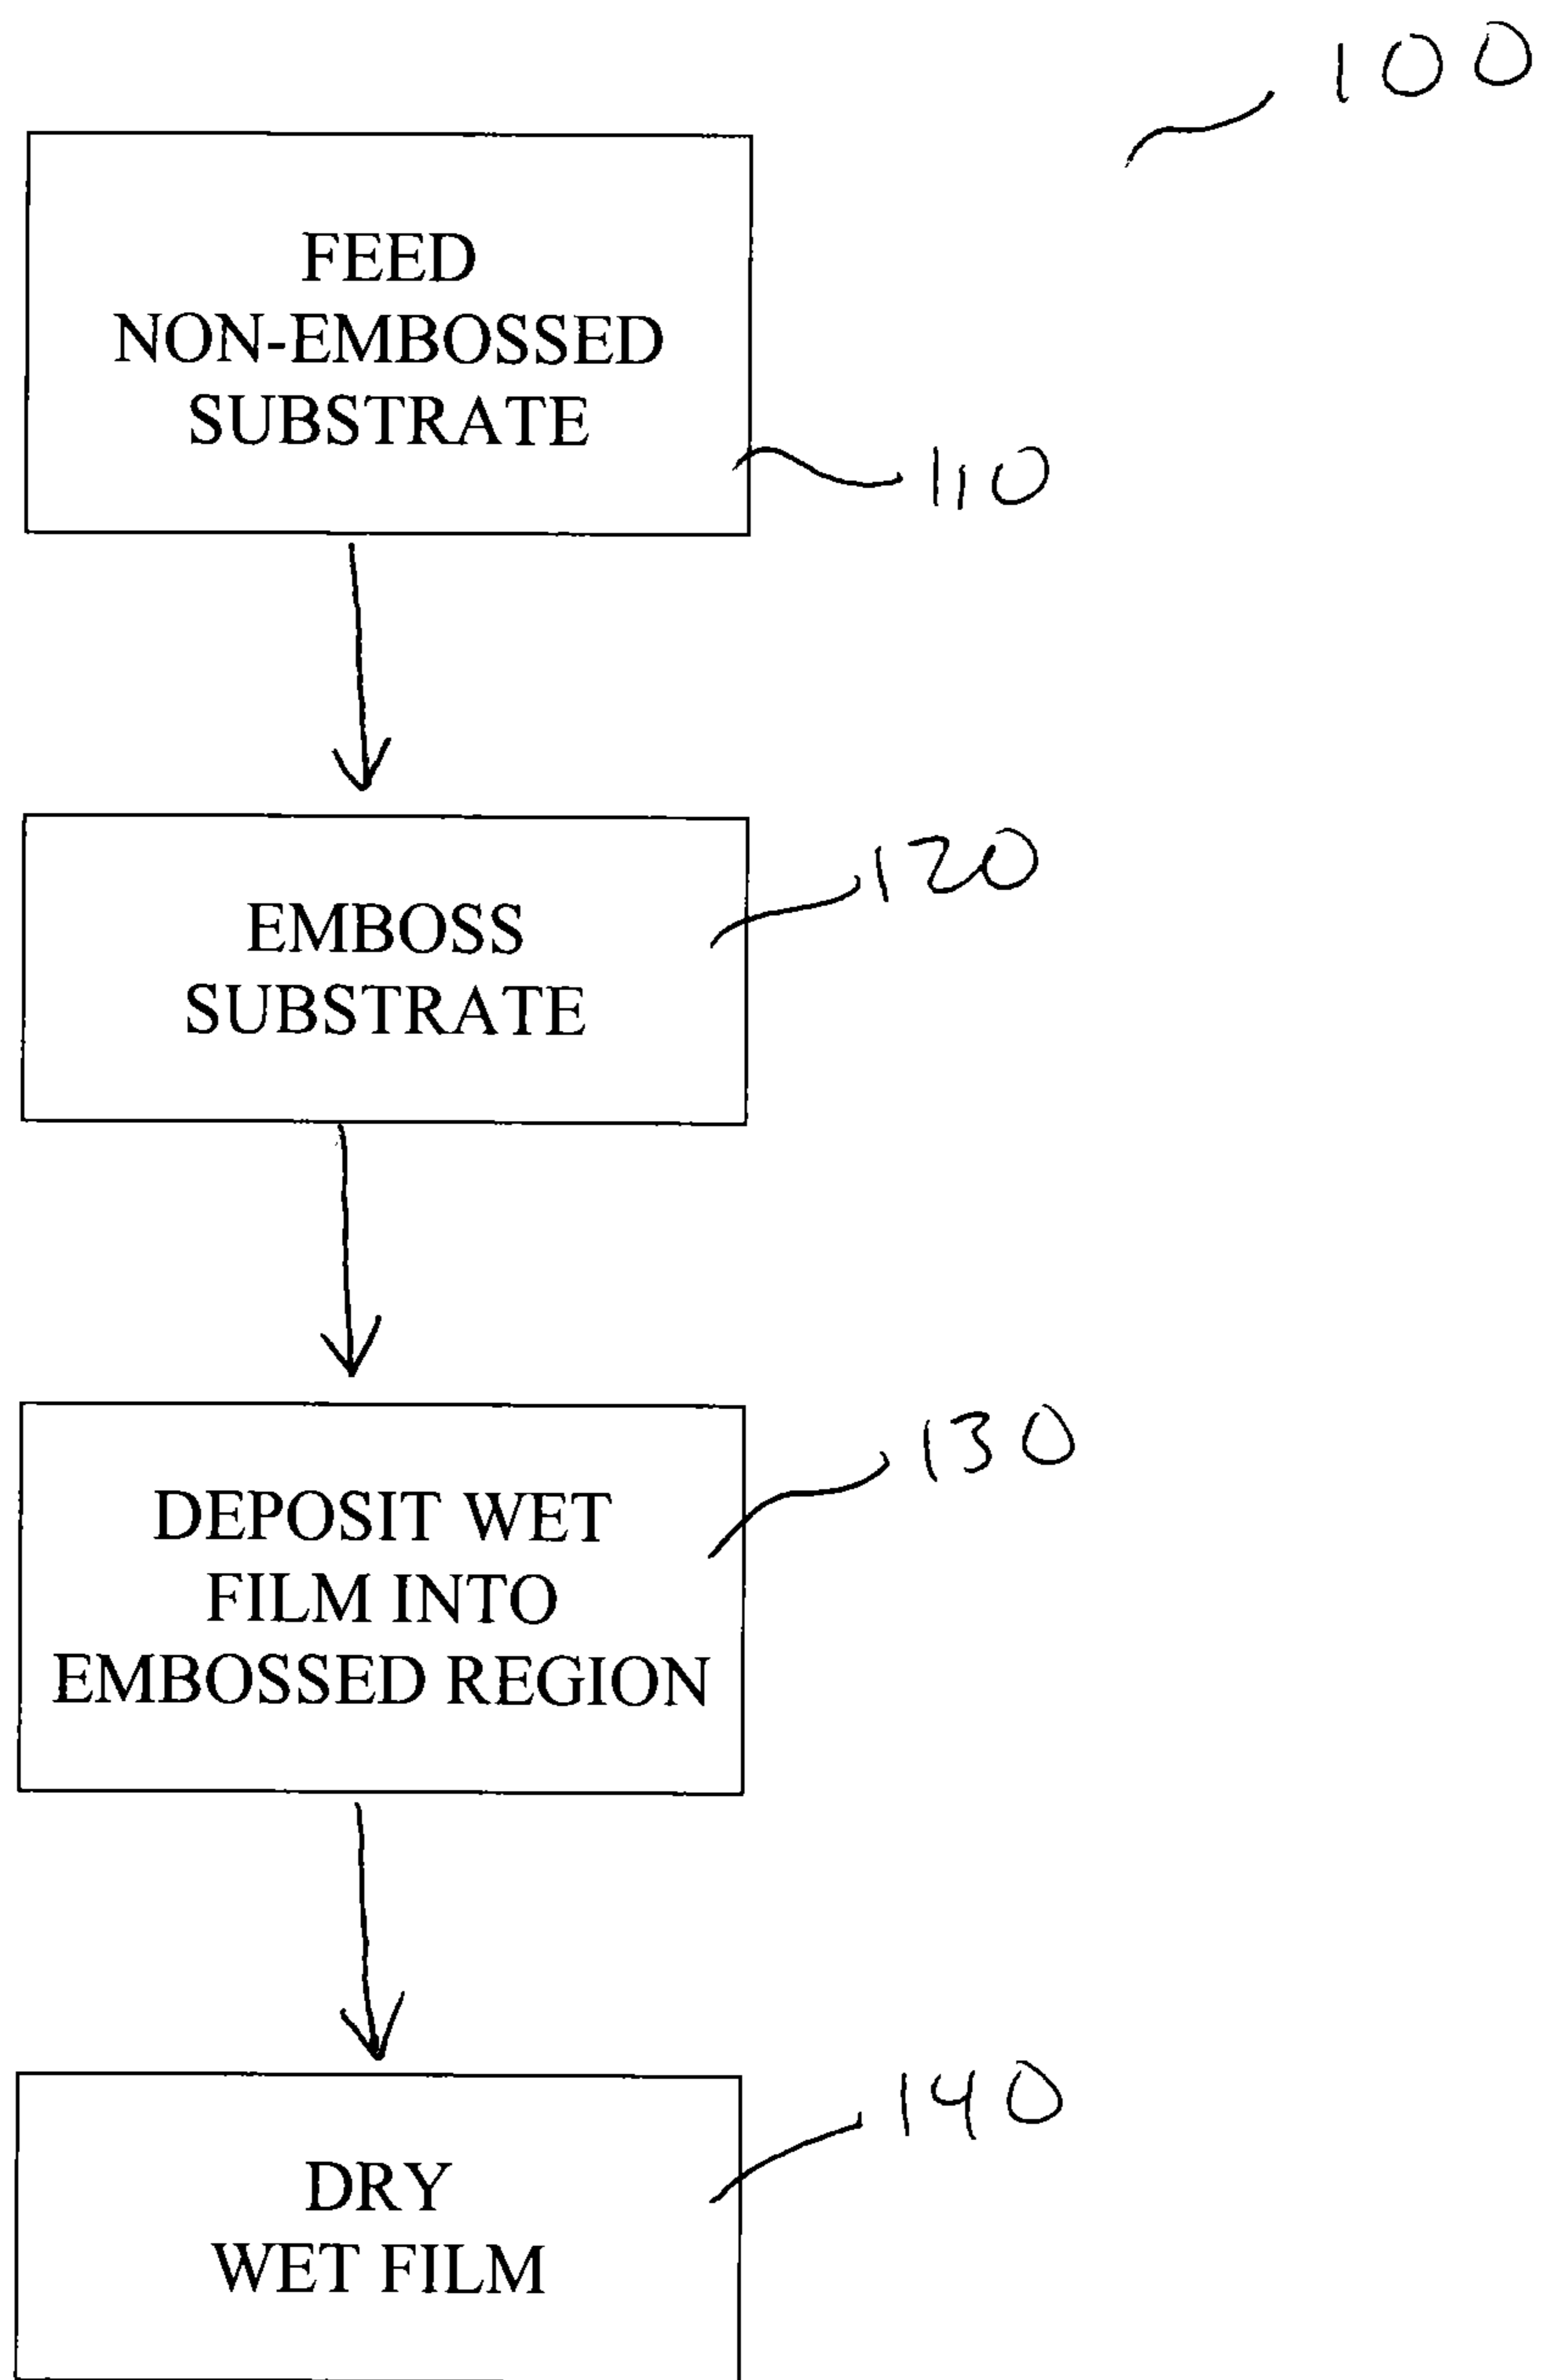 100
FEED
NON-EMBOSSED
SUBSTRATE
110
EMBOSS
SUBSTRATE
120
DEPOSIT WET
FILM INTO
EMBOSSED REGION
130
DRY
WET FILM
140